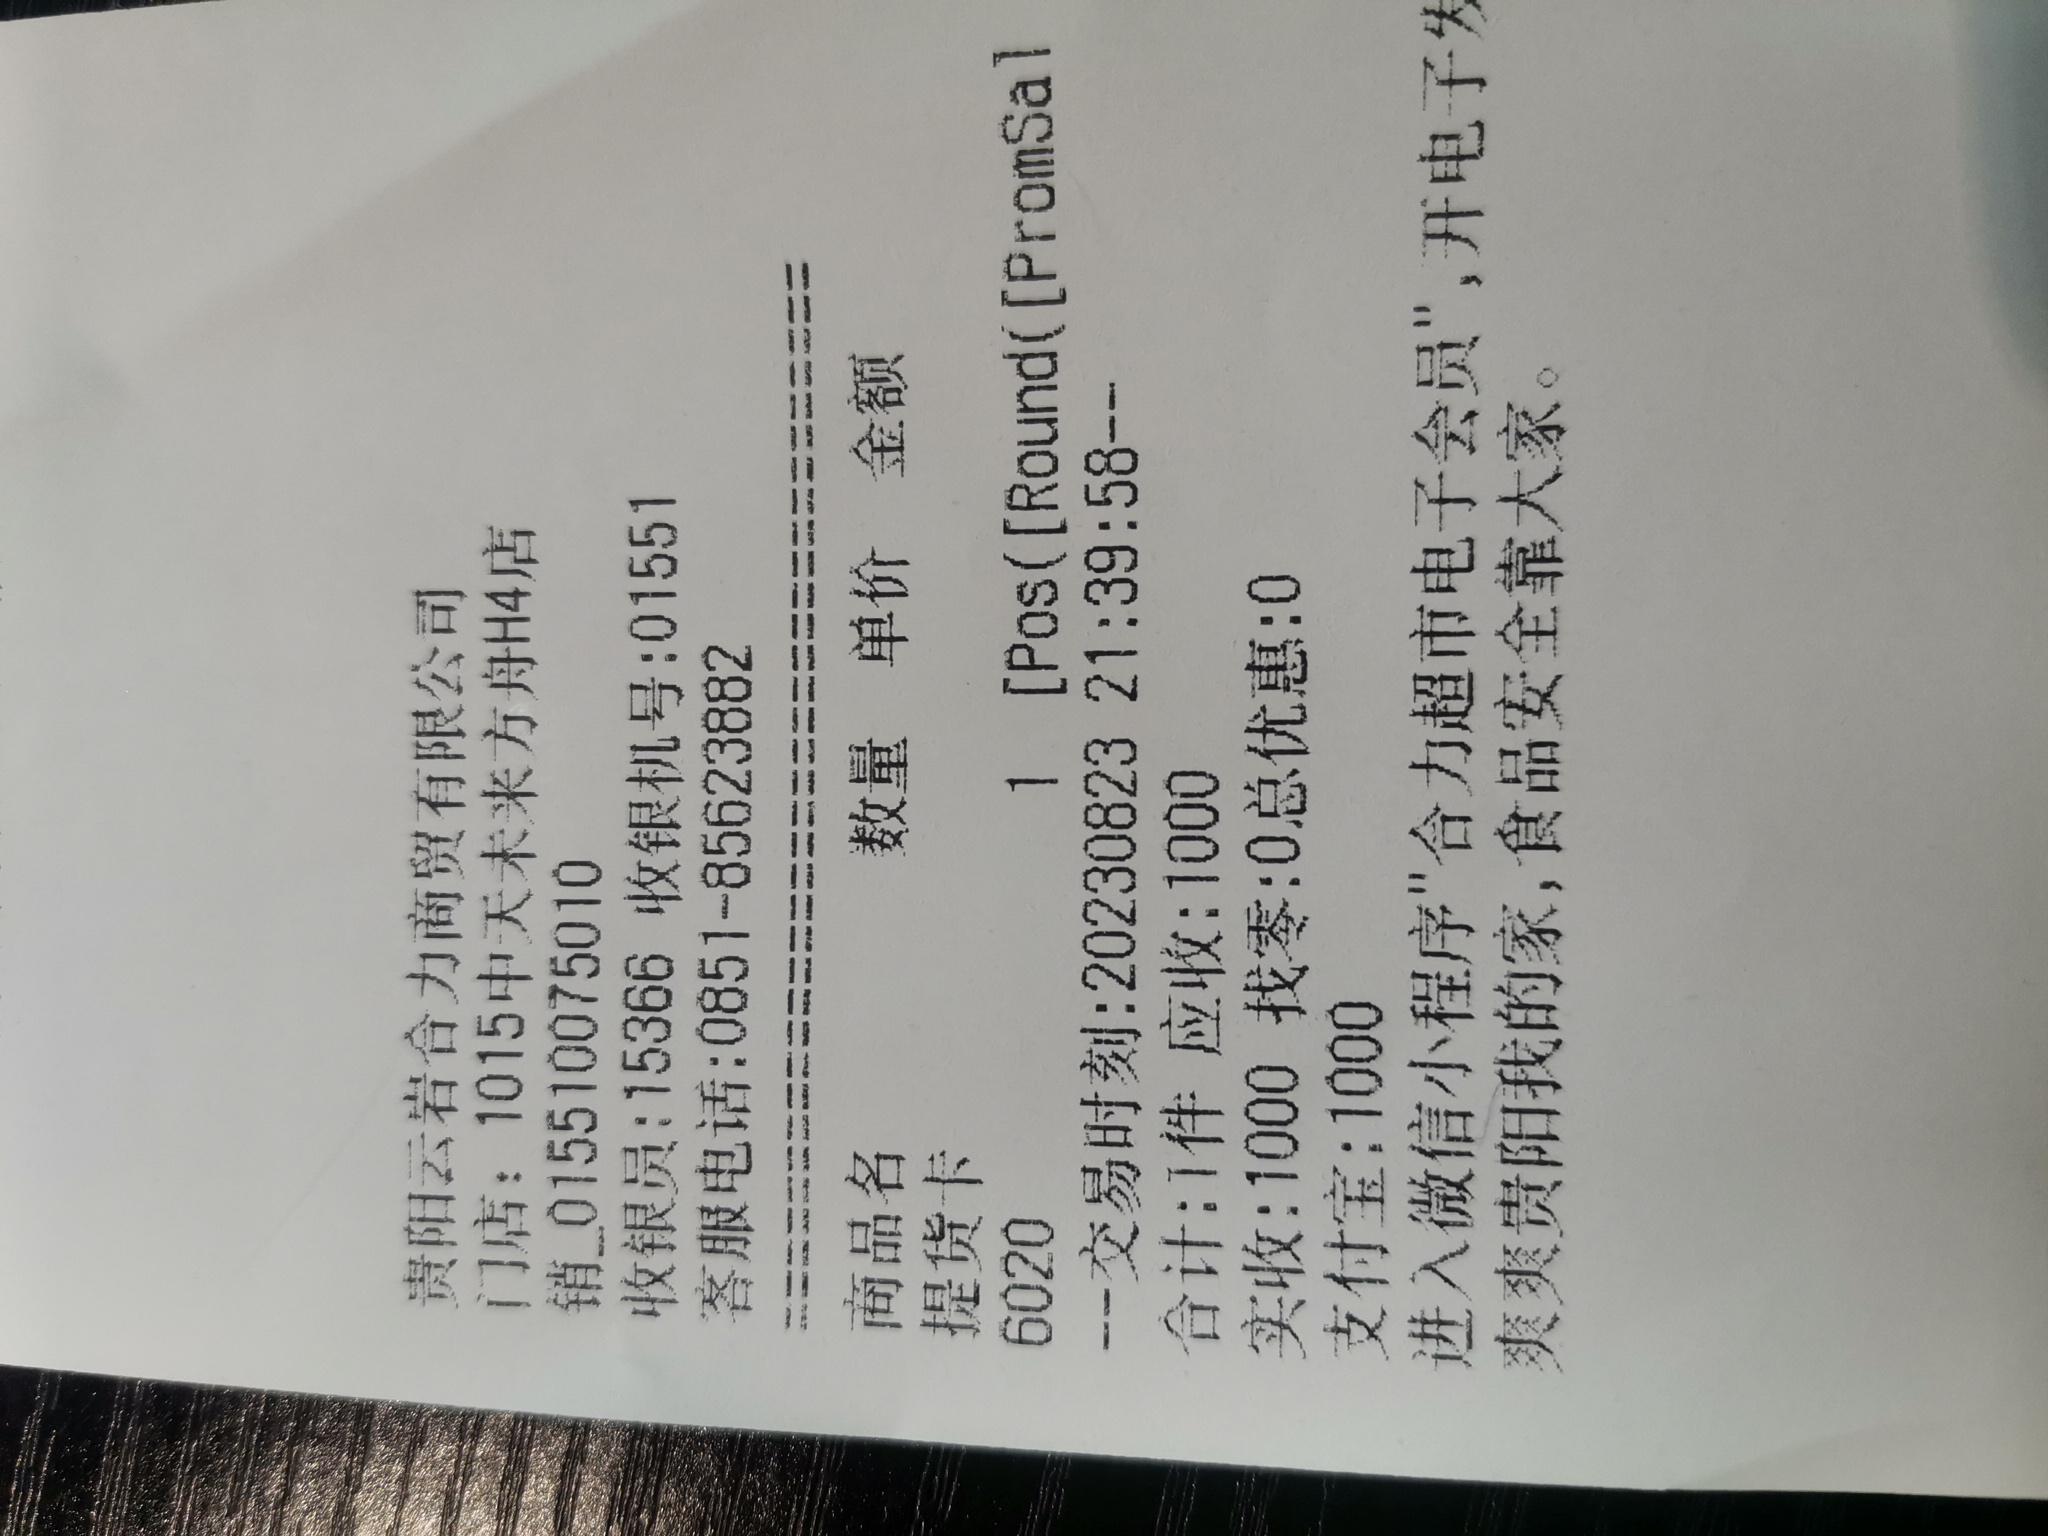 贵阳云岩合力商贸有限公司
门店: 1015中天未来方舟H4店
销_0155100750010
收银员:15366 收银机号:01551
客服电话:0851-85623882
==========================================
商品名 数量 单价 金额
提货卡
6020 1 [Pos([Round([PromSal
--交易时刻:20230823 21:39:58--
合计:1件 应收:1000
实收:1000 找零:0总优惠:0
支付宝:1000
进入微信小程序"合力超市电子会员",开电子发
爽爽贵阳我的家,食品安全靠大家。